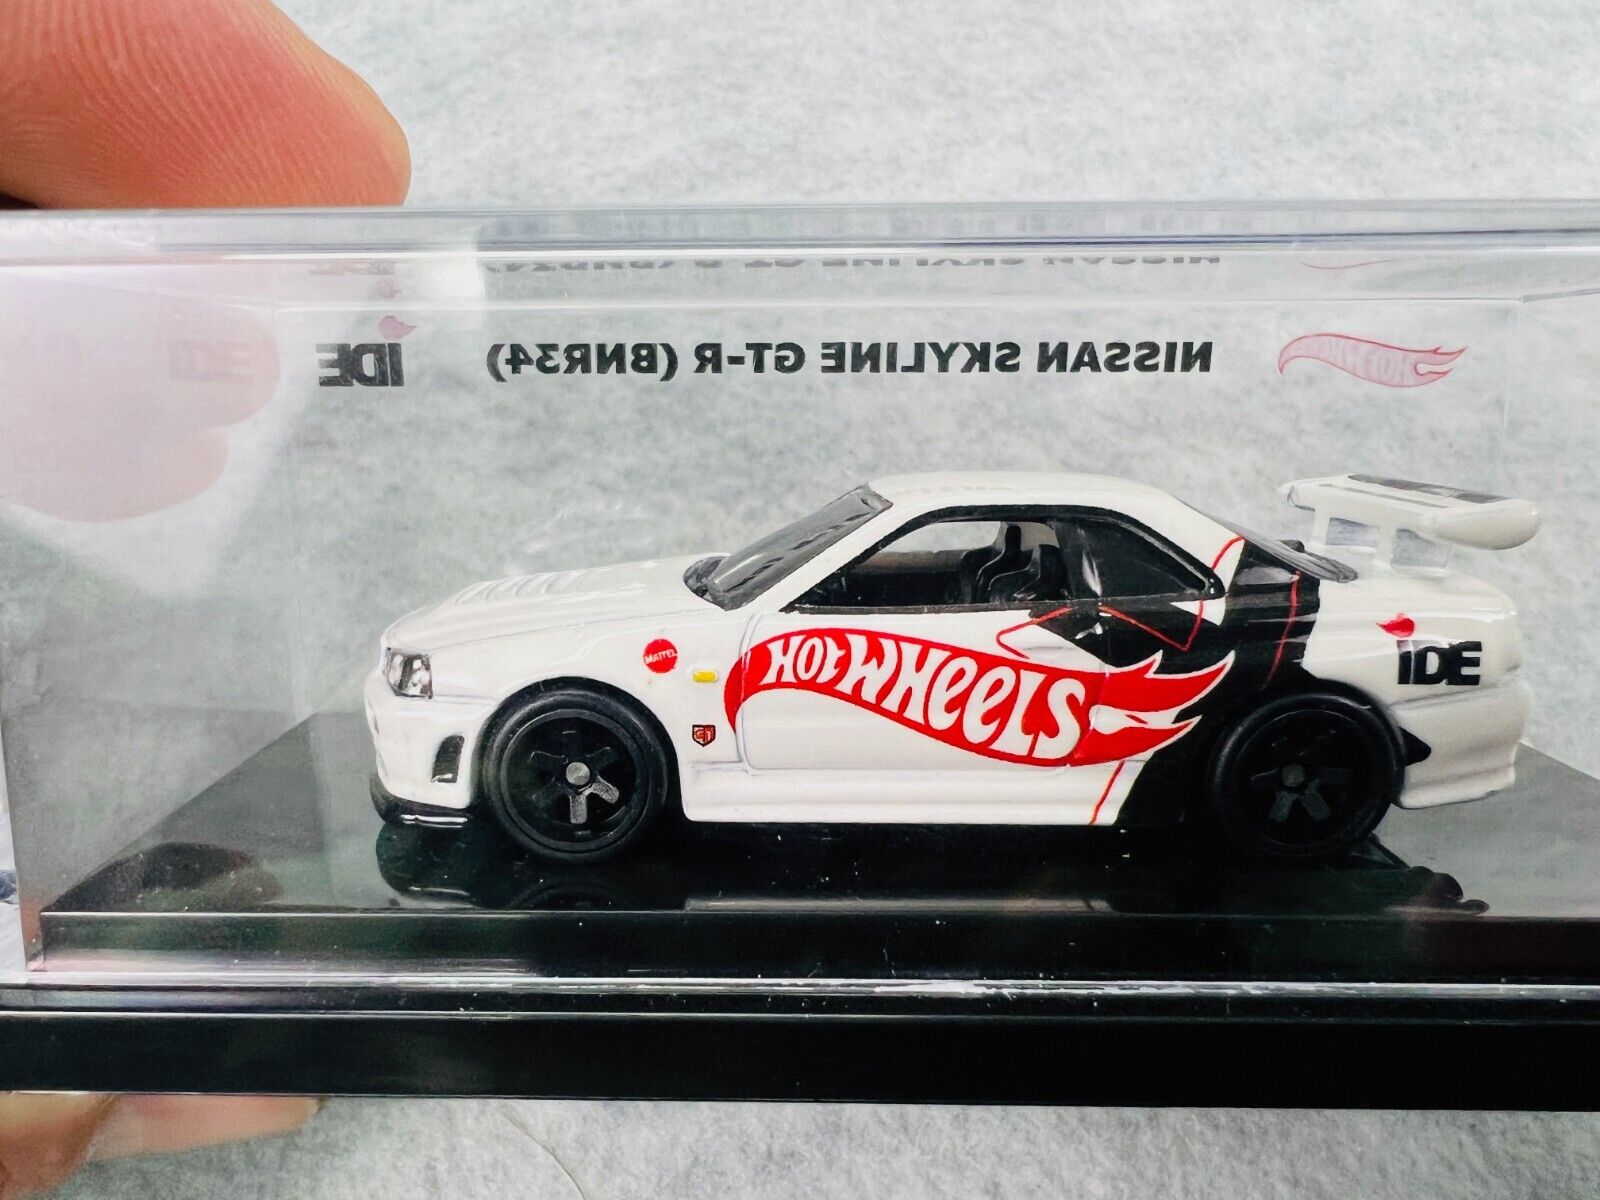 NISSAN SKYLINE GT-R (BNR34)
iDE
MATTEL
HOT WHEELS
iDE